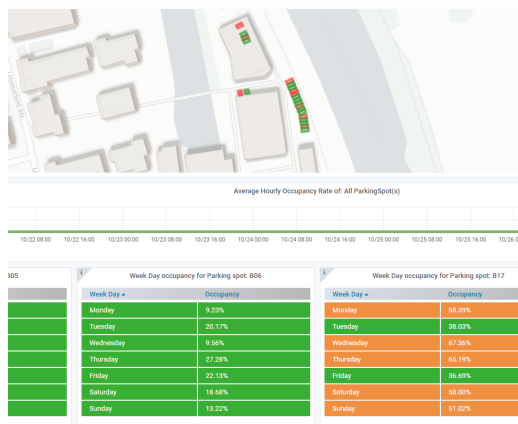 Average Hourly Occupancy Rate of: All ParkingSpot(s)
10/22 08:00 10/22 16:00 10/23 00:00 10/23 08:00 10/23 16:00 10/24 00:00 10/24 08:00 10/24 16:00 10/25 00:00 10/25 08:00 10/25 16:00 10/26 0
B05
i
Week Day occupancy for Parking spot: B06
Week Day Occupancy
Monday 9.23%
Tuesday 20.17%
Wednesday 9.56%
Thursday 27.28%
Friday 22.13%
Saturday 18.68%
Sunday 13.22%
i
Week Day occupancy for Parking spot: B17
Week Day Occupancy
Monday 58.39%
Tuesday 38.03%
Wednesday 67.36%
Thursday 65.19%
Friday 36.69%
Saturday 50.00%
Sunday 51.02%